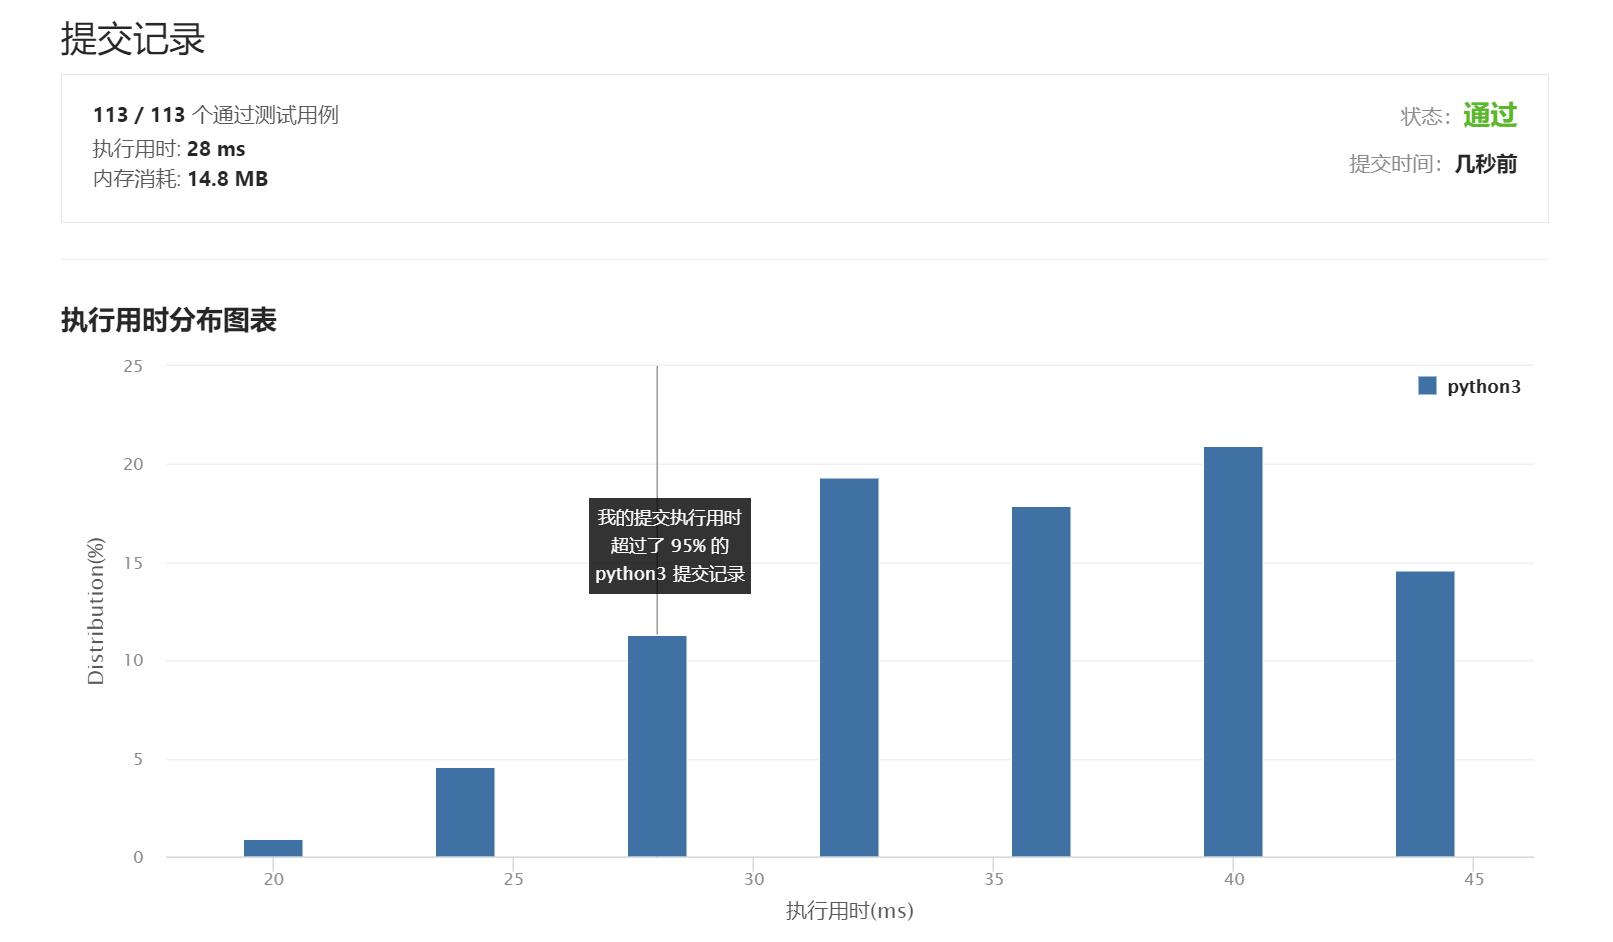 提交记录
113 / 113 个通过测试用例
状态：通过
执行用时: 28 ms
提交时间：几秒前
内存消耗: 14.8 MB
执行用时分布图表
25
python3
20
我的提交执行用时
超过了 95% 的
python3 提交记录
15
Distribution(%)
10
5
0
20 25 30 35 40 45
执行用时(ms)